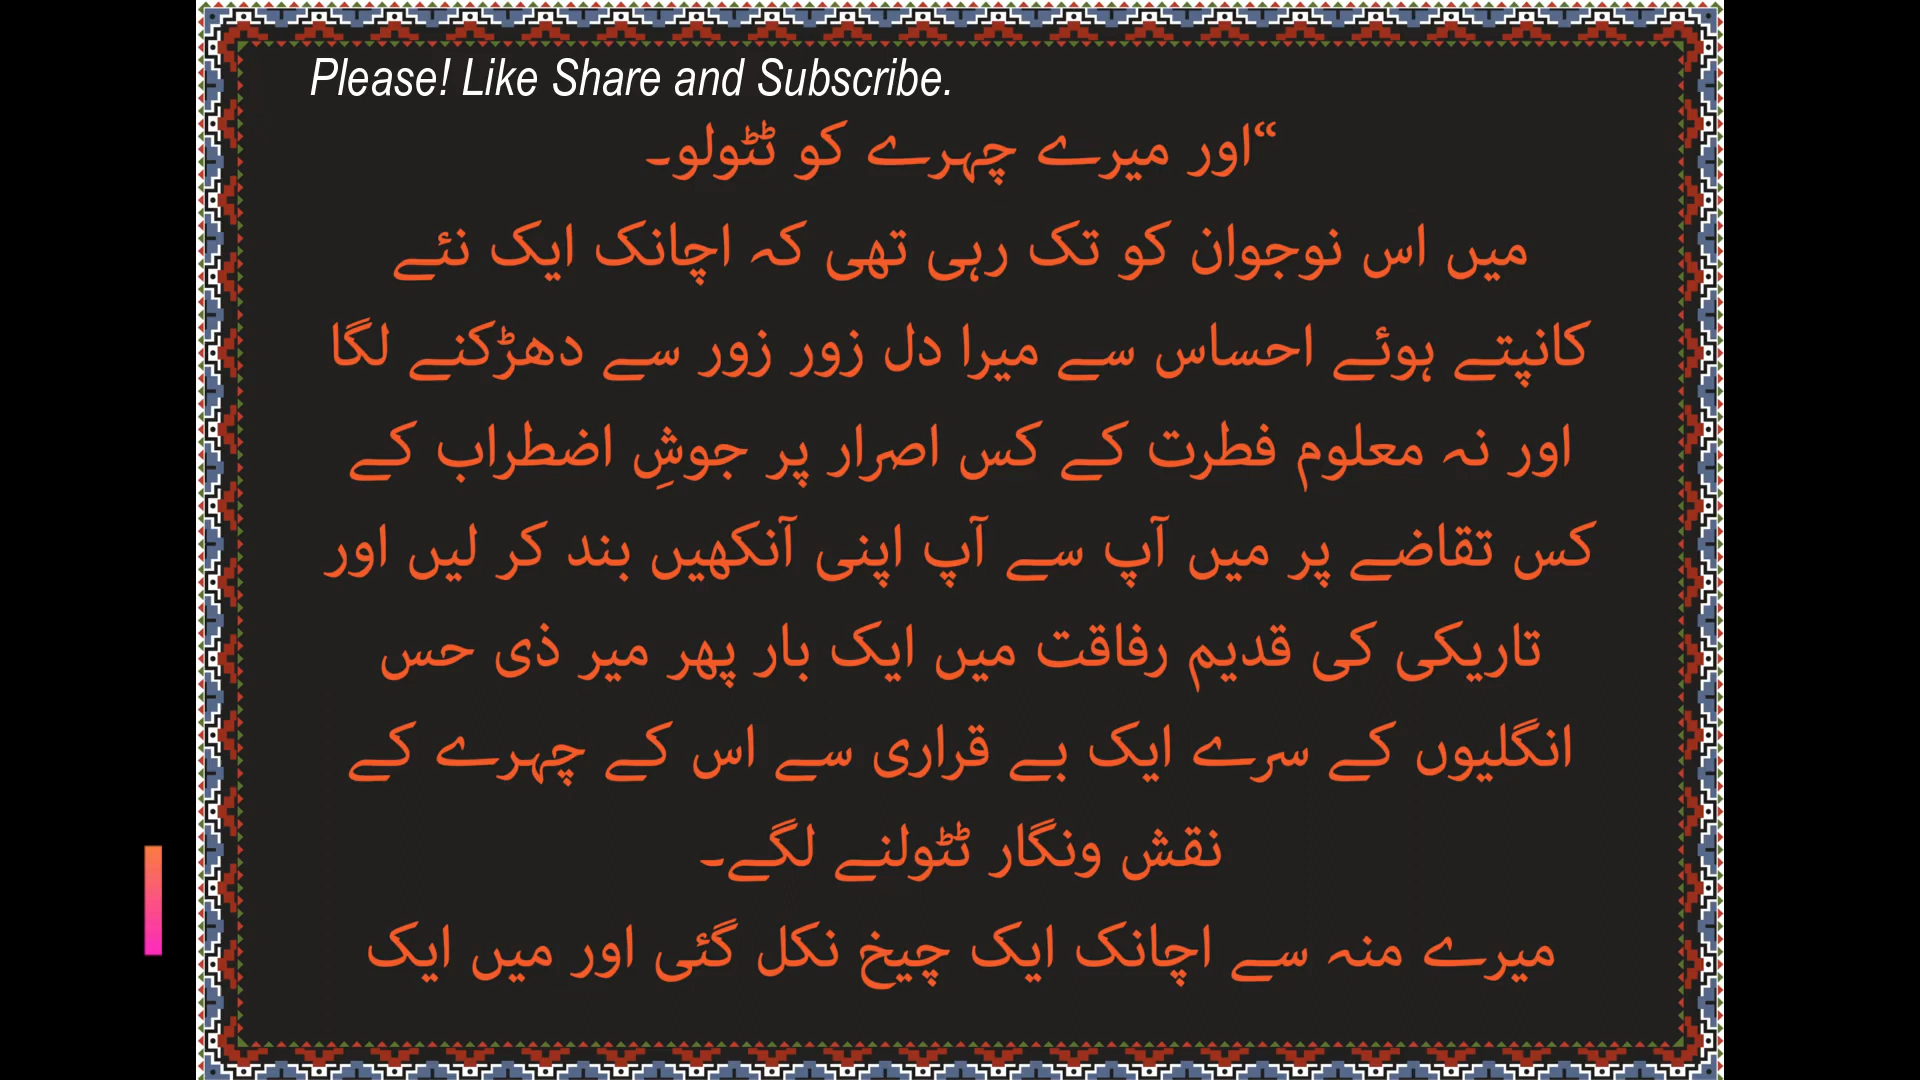 Please! Like Share and Subscribe.
“اور میرے چہرے کو ٹٹولو۔
میں اس نوجوان کو تک رہی تھی کہ اچانک ایک نئے
کانپتے ہوئے احساس سے میرا دل زور زور سے دھڑکنے لگا
اور نہ معلوم فطرت کے کس اصرار پر جوشِ اضطراب کے
کس تقاضے پر میں آپ سے آپ اپنی آنکھیں بند کر لیں اور
تاریکی کی قدیم رفاقت میں ایک بار پھر میر ذی حس
انگلیوں کے سرے ایک بے قراری سے اس کے چہرے کے
نقش ونگار ٹٹولنے لگے۔
میرے منہ سے اچانک ایک چیخ نکل گئی اور میں ایک